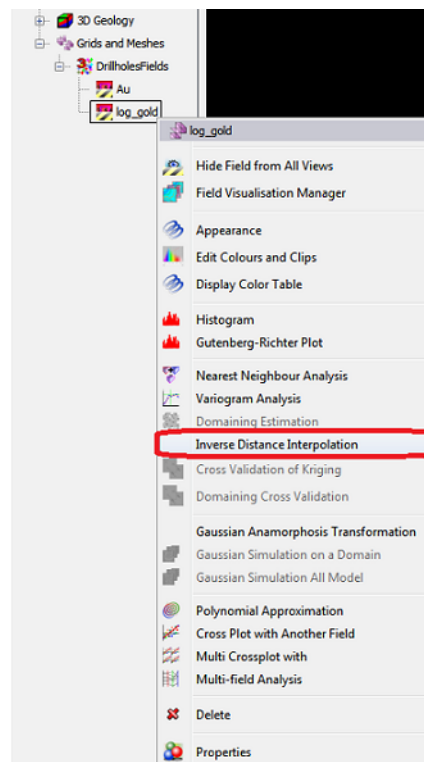 3D Geology
Grids and Meshes
DrillholesFields
Au
log_gold
log_gold
Hide Field from All Views
Field Visualisation Manager
Appearance
Edit Colours and Clips
Display Color Table
Histogram
Gutenberg-Richter Plot
Nearest Neighbour Analysis
Variogram Analysis
Domaining Estimation
Inverse Distance Interpolation
Cross Validation of Kriging
Domaining Cross Validation
Gaussian Anamorphosis Transformation
Gaussian Simulation on a Domain
Gaussian Simulation All Model
Polynomial Approximation
Cross Plot with Another Field
Multi Crossplot with
Multi-field Analysis
Delete
Properties